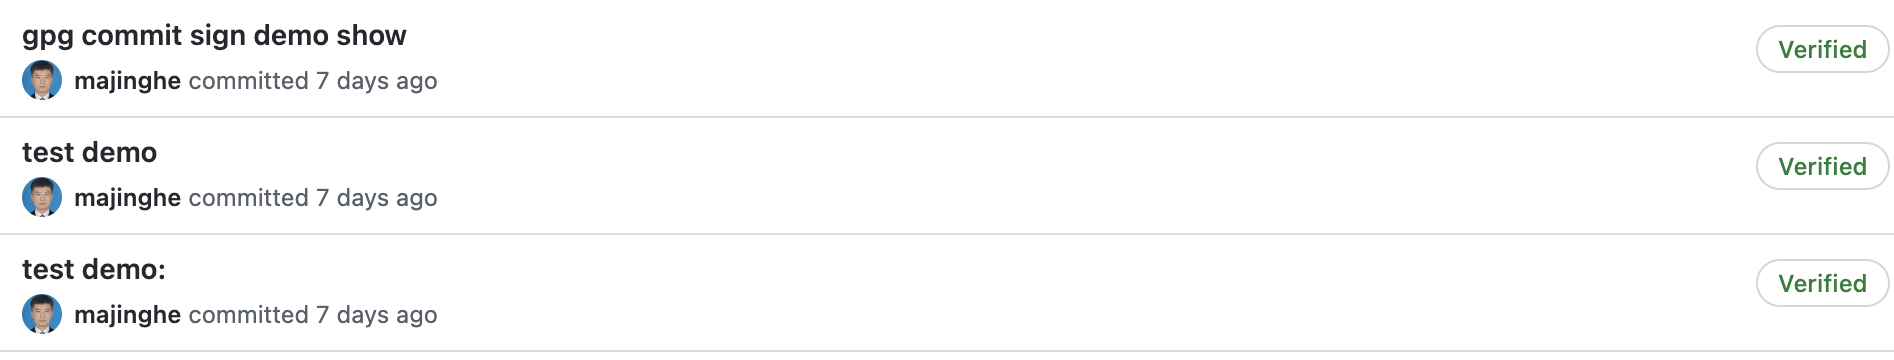 gpg commit sign demo show
Verified
majinghe committed 7 days ago
test demo
Verified
majinghe committed 7 days ago
test demo:
Verified
majinghe committed 7 days ago